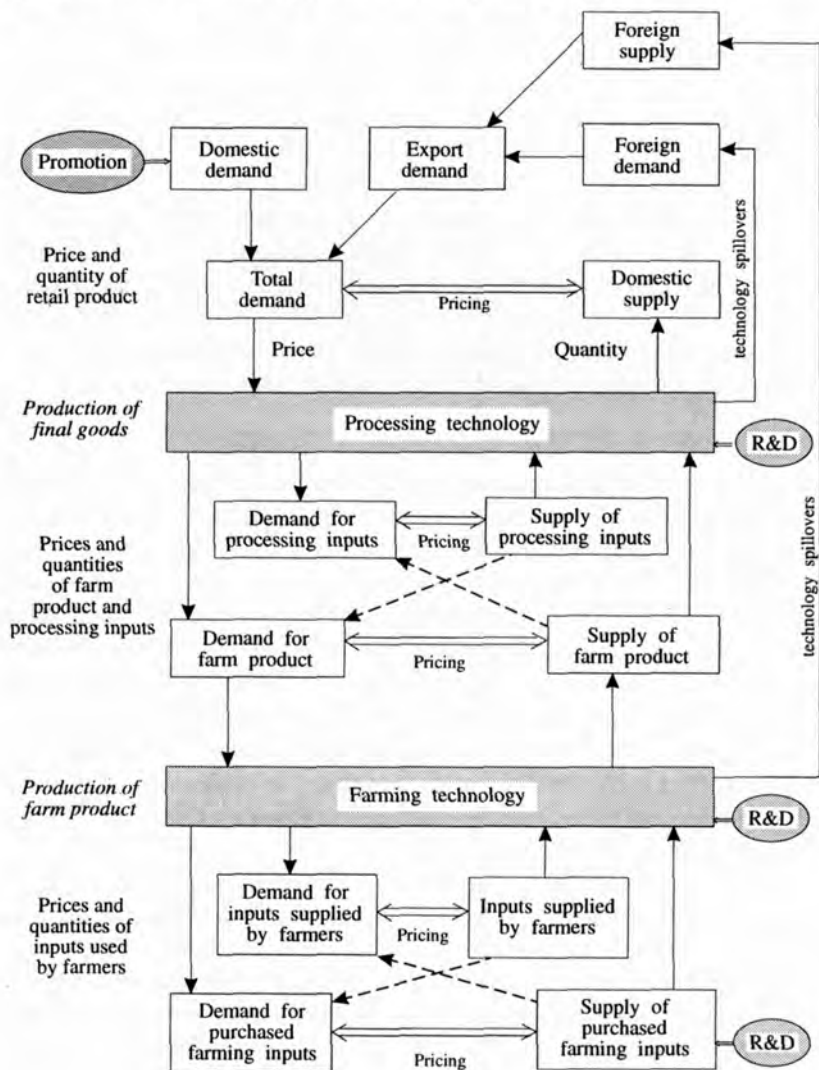 Foreign
supply
Promotion
Domestic
demand
Export
demand
Foreign
demand
technology spillovers
Price and
quantity of
retail product
Total
demand
Pricing
Domestic
supply
Price
Quantity
Production of
final goods
Processing technology
R&D
Demand for
processing inputs
Pricing
Supply of
processing inputs
Prices and
quantities
of farm
product and
processing inputs
technology spillovers
Demand for
farm product
Pricing
Supply of
farm product
Production of
farm product
Farming technology
R&D
Prices and
quantities of
inputs used
by farmers
Demand for
inputs supplied
by farmers
Pricing
Inputs supplied
by farmers
Demand for
purchased
farming inputs
Pricing
Supply of
purchased
farming inputs
R&D